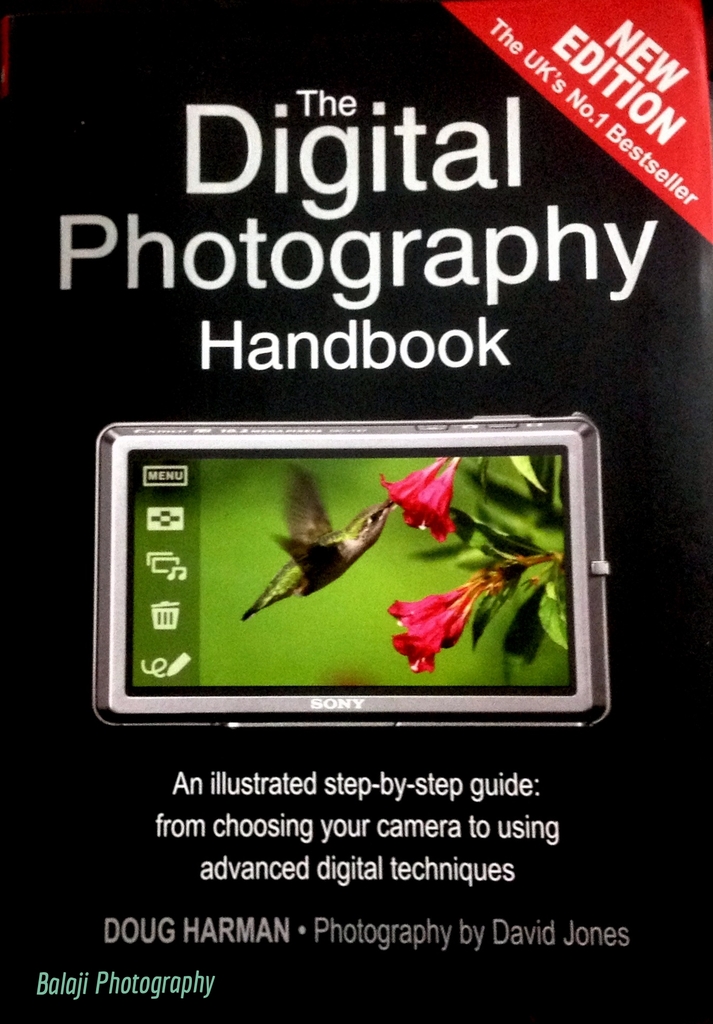 NEW
EDITION
The UK's No.1 Bestseller
The
Digital
Photography
Handbook
MENU
SONY
An illustrated step-by-step guide:
from choosing your camera to using
advanced digital techniques
DOUG HARMAN • Photography by David Jones
Balaji Photography